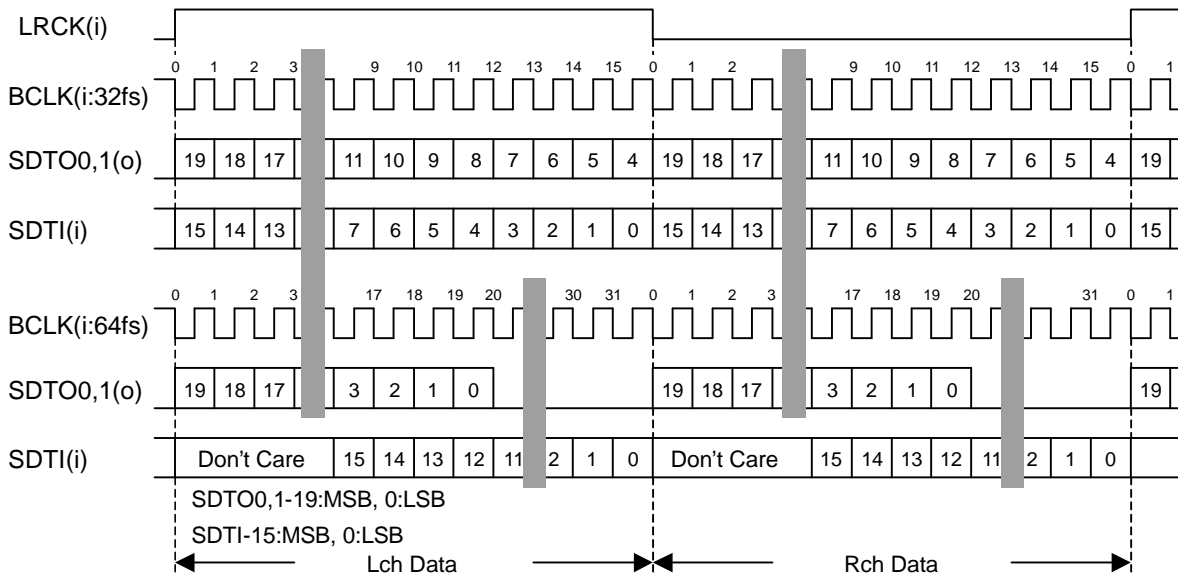 LRCK(i)
0 1 2 3 9 10 11 12 13 14 15 0 1 2 9 10 11 12 13 14 15 0 1
BCLK(i:32fs)
SDTO0,1(o) 19 18 17 11 10 9 8 7 6 5 4 19 18 17 11 10 9 8 7 6 5 4 19
SDTI(i) 15 14 13 7 6 5 4 3 2 1 0 15 14 13 7 6 5 4 3 2 1 0 15
0 1 2 3 17 18 19 20 30 31 0 1 2 3 17 18 19 20 31 0 1
BCLK(i:64fs)
SDTO0,1(o) 19 18 17 3 2 1 0 19 18 17 3 2 1 0 19
SDTI(i) Don't Care 15 14 13 12 11 2 1 0 Don't Care 15 14 13 12 11 2 1 0
SDTO0,1-19:MSB, 0:LSB
SDTI-15:MSB, 0:LSB
Lch Data Rch Data